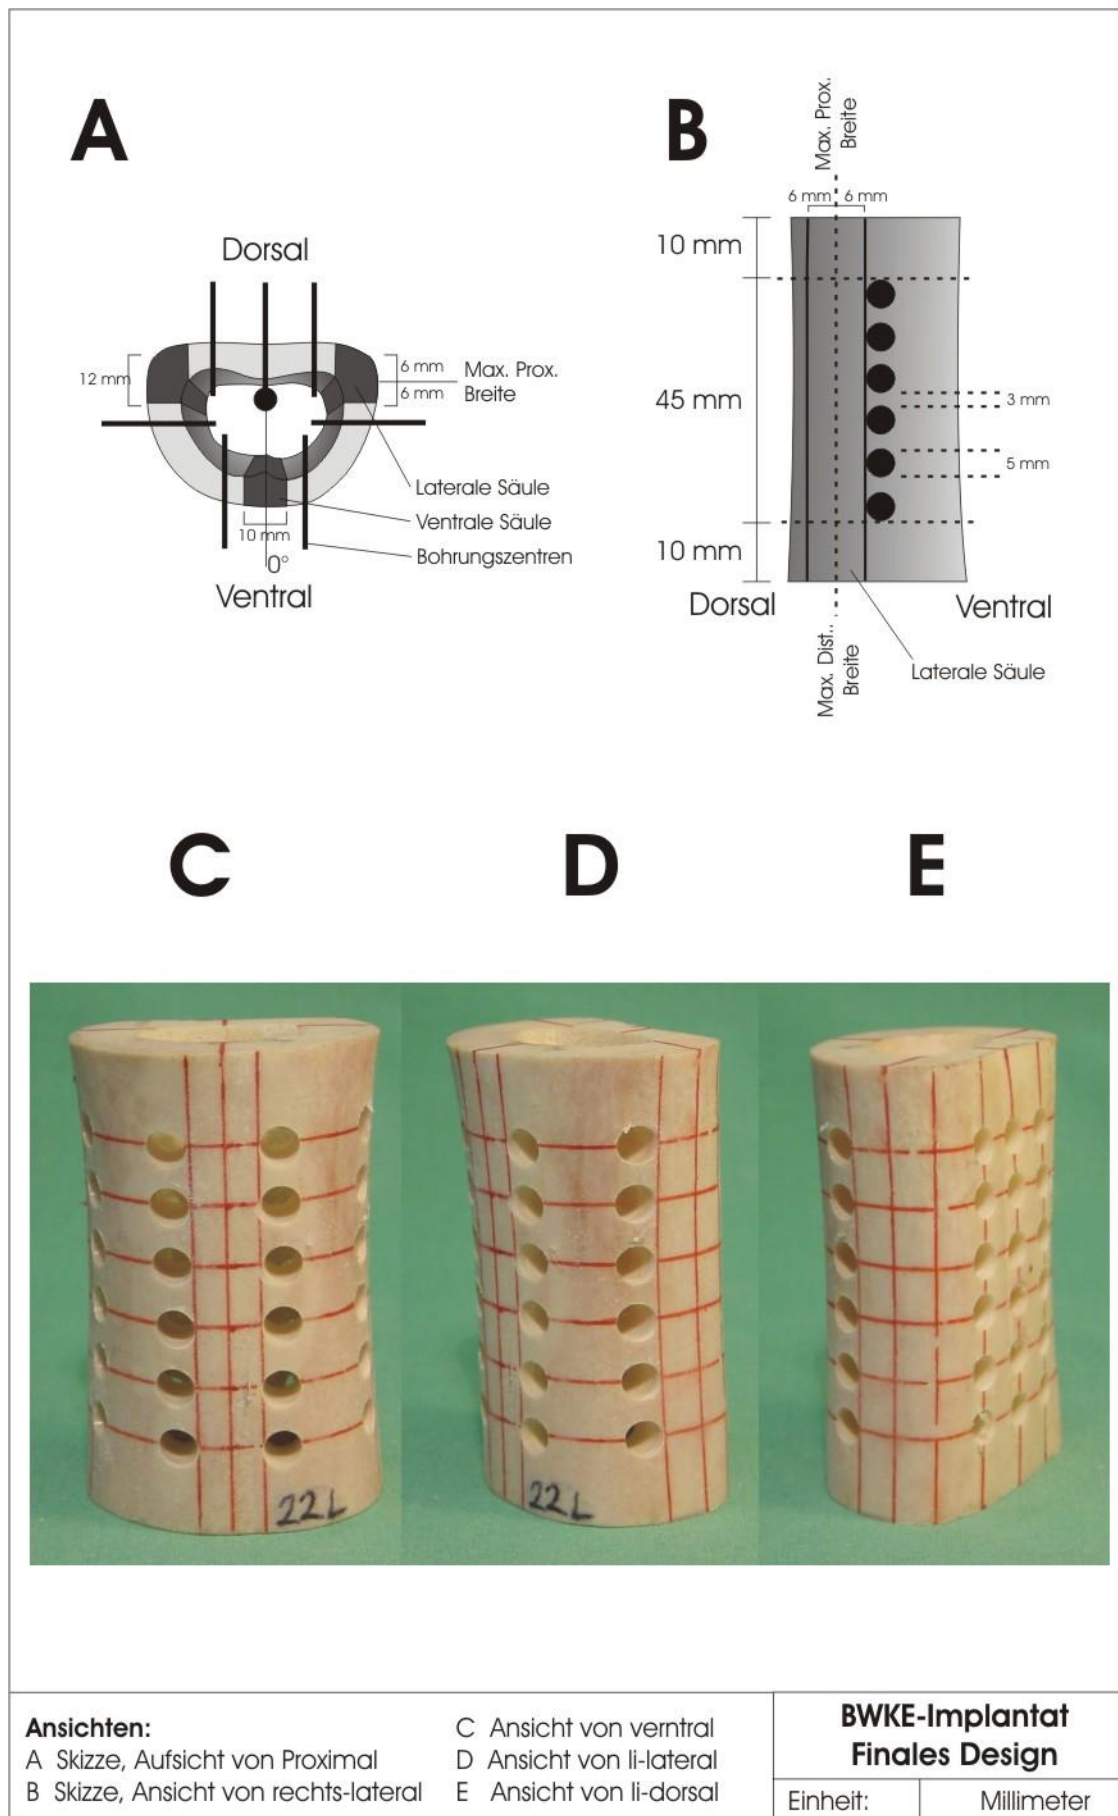 A
Dorsal
12 mm
6 mm
6 mm
Max. Prox.
Breite
Laterale Säule
Ventrale Säule
10 mm
Bohrungszentren
0°
Ventral
B
Max. Prox.
Breite
6 mm
6 mm
10 mm
45 mm
3 mm
5 mm
10 mm
Dorsal
Ventral
Max. Dist..
Breite
Laterale Säule
C
D
E
22L
22L
Ansichten:
A Skizze, Aufsicht von Proximal
B Skizze, Ansicht von rechts-lateral
C Ansicht von verntral
D Ansicht von li-lateral
E Ansicht von li-dorsal
BWKE-Implantat
Finales Design
Einheit:
Millimeter